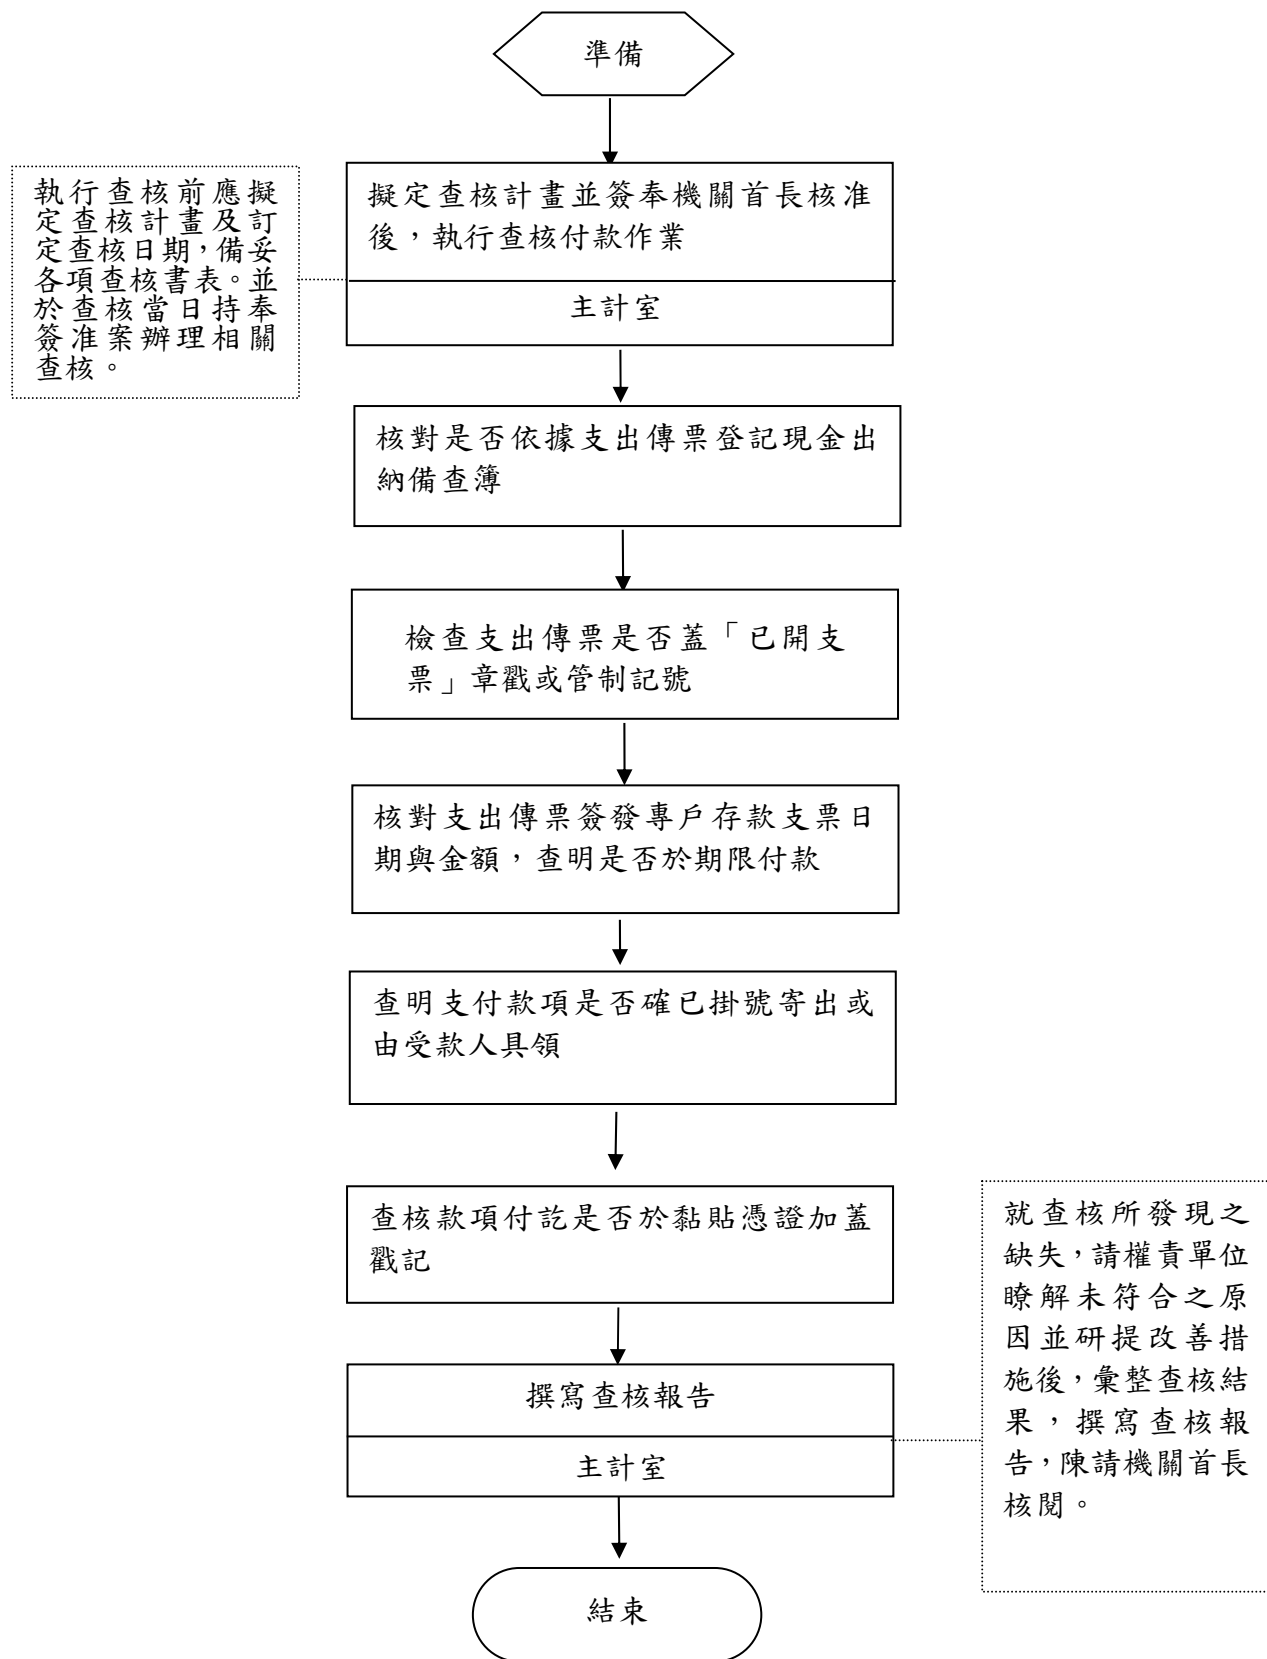 準備
執行查核前應擬
定查核計畫及訂
定查核日期，備妥
各項查核書表。並
於查核當日持奉
簽准案辦理相關
查核。
擬定查核計畫並簽奉機關首長核准
後，執行查核付款作業
主計室
核對是否依據支出傳票登記現金出
納備查簿
檢查支出傳票是否蓋「已開支
票」章戳或管制記號
核對支出傳票簽發專戶存款支票日
期與金額，查明是否於期限付款
查明支付款項是否確已掛號寄出或
由受款人具領
查核款項付訖是否於黏貼憑證加蓋
戳記
撰寫查核報告
主計室
就查核所發現之
缺失，請權責單位
瞭解未符合之原
因並研提改善措
施後，彙整查核結
果，撰寫查核報
告，陳請機關首長
核閱。
結束